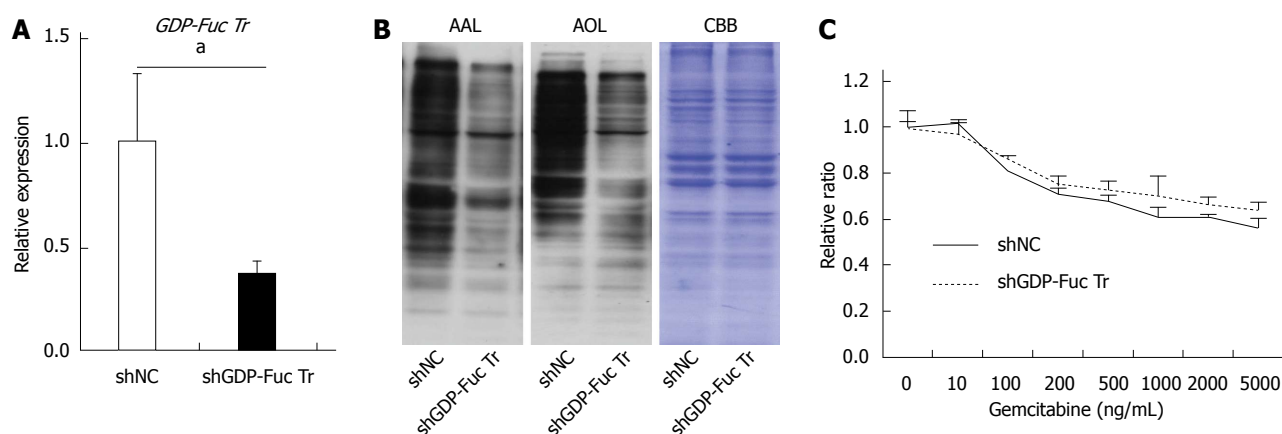 A
GDP-Fuc Tr
a
Relative expression
1.5
1.0
0.5
0.0
shNC
shGDP-Fuc Tr
B
AAL
AOL
CBB
shNC
shGDP-Fuc Tr
shNC
shGDP-Fuc Tr
shNC
shGDP-Fuc Tr
C
Relative ratio
1.2
1.0
0.8
0.6
0.4
0.2
0.0
shNC
shGDP-Fuc Tr
0 10 100 200 500 1000 2000 5000
Gemcitabine (ng/mL)